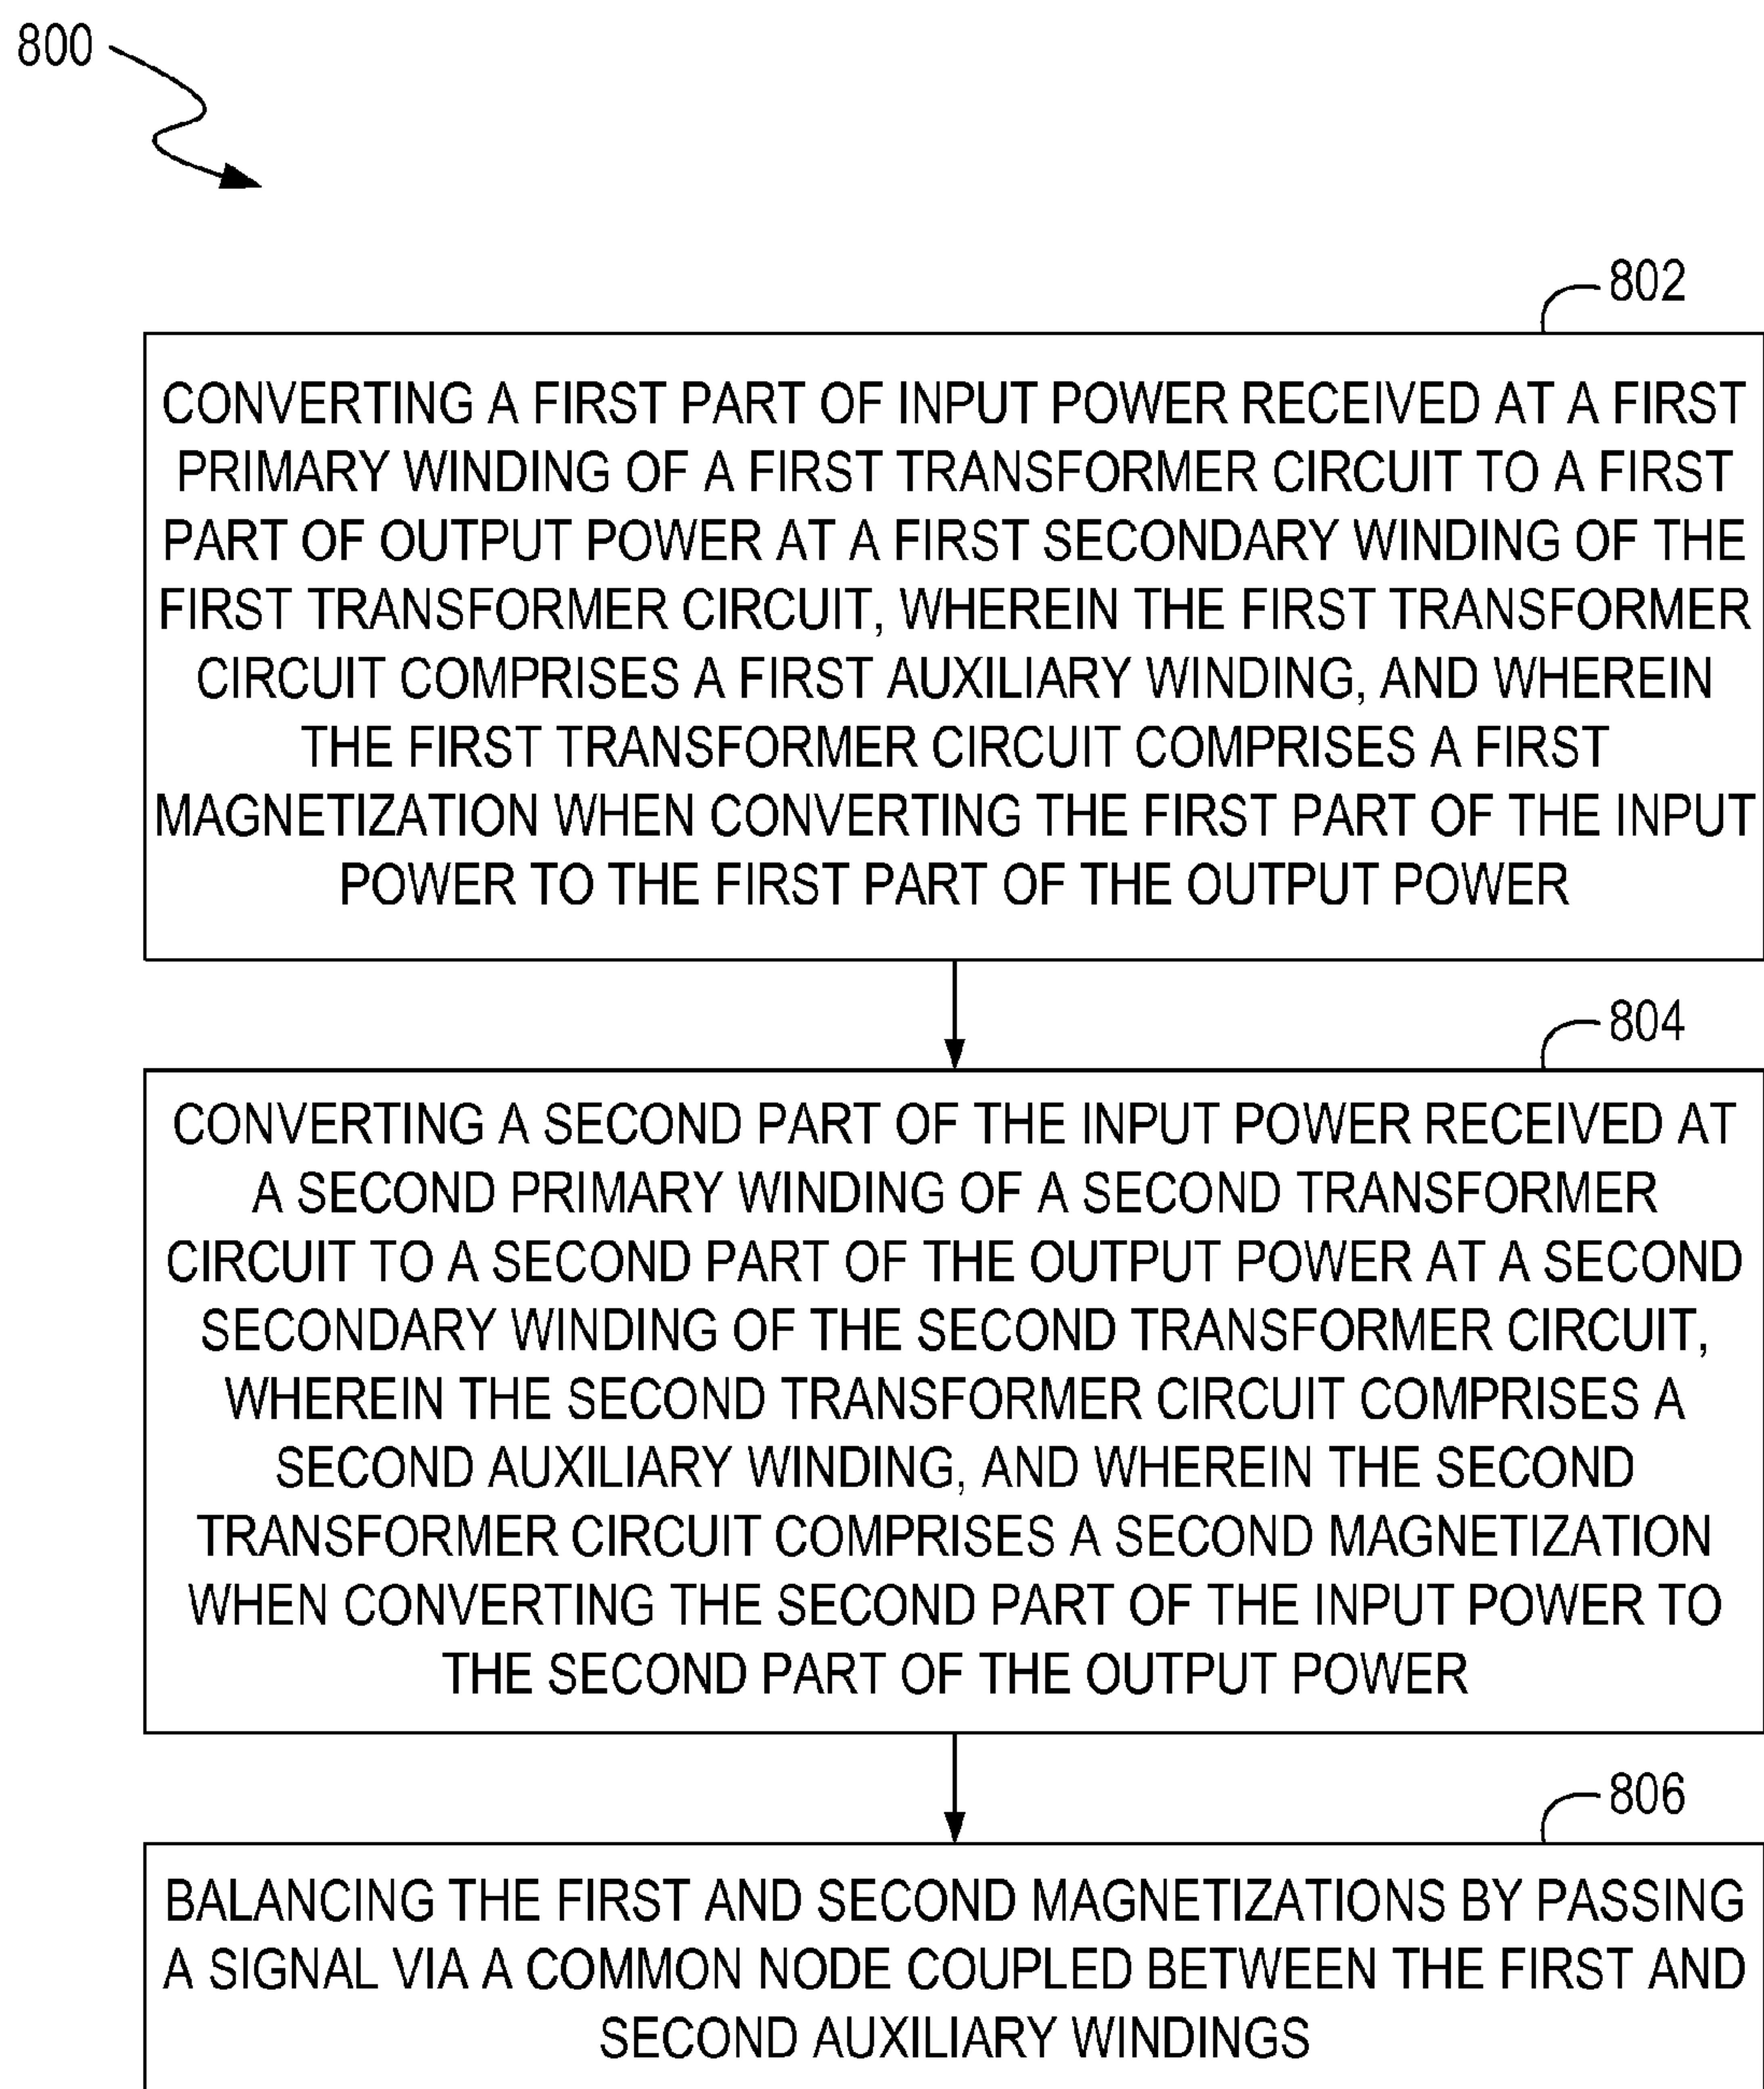 800
802
CONVERTING A FIRST PART OF INPUT POWER RECEIVED AT A FIRST
PRIMARY WINDING OF A FIRST TRANSFORMER CIRCUIT TO A FIRST
PART OF OUTPUT POWER AT A FIRST SECONDARY WINDING OF THE
FIRST TRANSFORMER CIRCUIT, WHEREIN THE FIRST TRANSFORMER
CIRCUIT COMPRISES A FIRST AUXILIARY WINDING, AND WHEREIN
THE FIRST TRANSFORMER CIRCUIT COMPRISES A FIRST
MAGNETIZATION WHEN CONVERTING THE FIRST PART OF THE INPUT
POWER TO THE FIRST PART OF THE OUTPUT POWER
804
CONVERTING A SECOND PART OF THE INPUT POWER RECEIVED AT
A SECOND PRIMARY WINDING OF A SECOND TRANSFORMER
CIRCUIT TO A SECOND PART OF THE OUTPUT POWER AT A SECOND
SECONDARY WINDING OF THE SECOND TRANSFORMER CIRCUIT,
WHEREIN THE SECOND TRANSFORMER CIRCUIT COMPRISES A
SECOND AUXILIARY WINDING, AND WHEREIN THE SECOND
TRANSFORMER CIRCUIT COMPRISES A SECOND MAGNETIZATION
WHEN CONVERTING THE SECOND PART OF THE INPUT POWER TO
THE SECOND PART OF THE OUTPUT POWER
806
BALANCING THE FIRST AND SECOND MAGNETIZATIONS BY PASSING
A SIGNAL VIA A COMMON NODE COUPLED BETWEEN THE FIRST AND
SECOND AUXILIARY WINDINGS